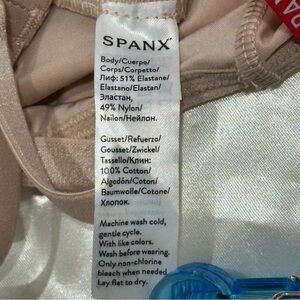 SPANX
Body/Cuerpo/
Corps/Corpetto/
Лиф: 51% Elastane/
Elastano/Elastan/
Эластан,
49% Nylon/
Nailon/Нейлон.
Gusset/Refuerzo/
Gousset/Zwickel/
Tassello/Клин:
100% Cotton/
Algodón/Coton/
Baumwolle/Cotone/
Хлопок.
Machine wash cold,
gentle cycle.
With like colors.
Wash before wearing.
Only non-chlorine
bleach when needed.
Lay flat to dry.